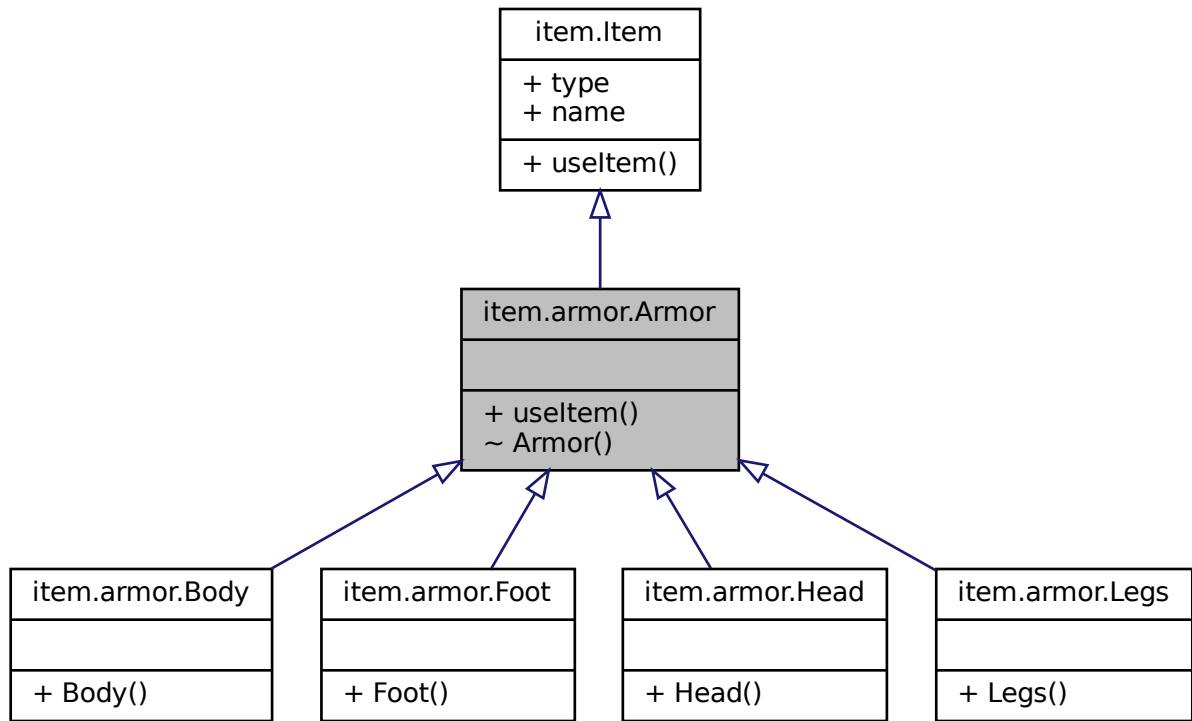 item.Item
+ type
+ name
+ useItem()
item.armor.Armor
+ useItem()
~ Armor()
item.armor.Body
+ Body()
item.armor.Foot
+ Foot()
item.armor.Head
+ Head()
item.armor.Legs
+ Legs()